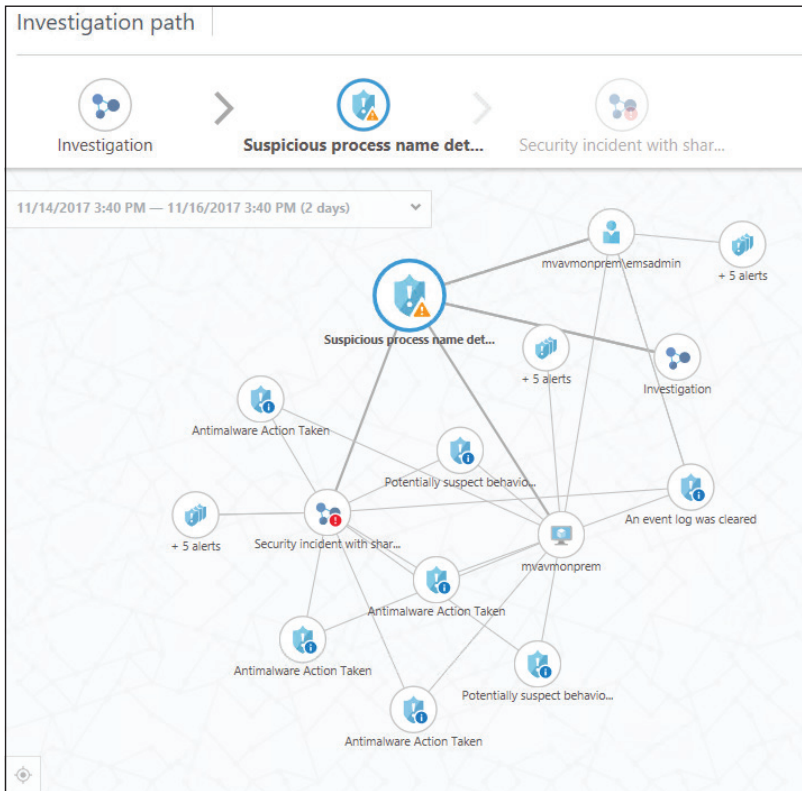 Investigation path
Investigation
Suspicious process name det...
Security incident with shar...
11/14/2017 3:40 PM — 11/16/2017 3:40 PM (2 days)
mvavmonprem\emsadmin
+ 5 alerts
Suspicious process name det...
+ 5 alerts
Investigation
Antimalware Action Taken
Potentially suspect behavio...
An event log was cleared
+ 5 alerts
Security incident with shar...
mvavmonprem
Antimalware Action Taken
Antimalware Action Taken
Potentially suspect behavio...
Antimalware Action Taken